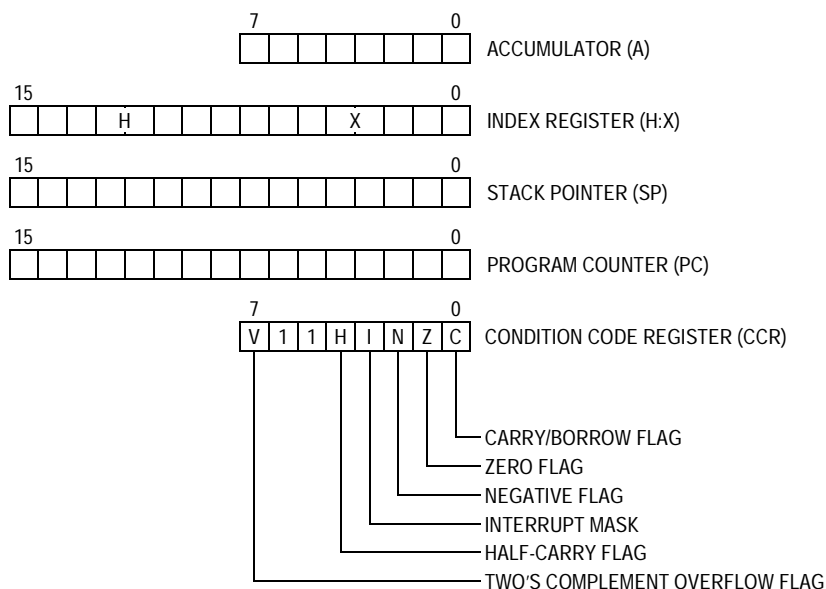 7 0
ACCUMULATOR (A)
15 0
H X INDEX REGISTER (H:X)
15 0
STACK POINTER (SP)
15 0
PROGRAM COUNTER (PC)
7 0
V 1 1 H I N Z C CONDITION CODE REGISTER (CCR)
CARRY/BORROW FLAG
ZERO FLAG
NEGATIVE FLAG
INTERRUPT MASK
HALF-CARRY FLAG
TWO'S COMPLEMENT OVERFLOW FLAG